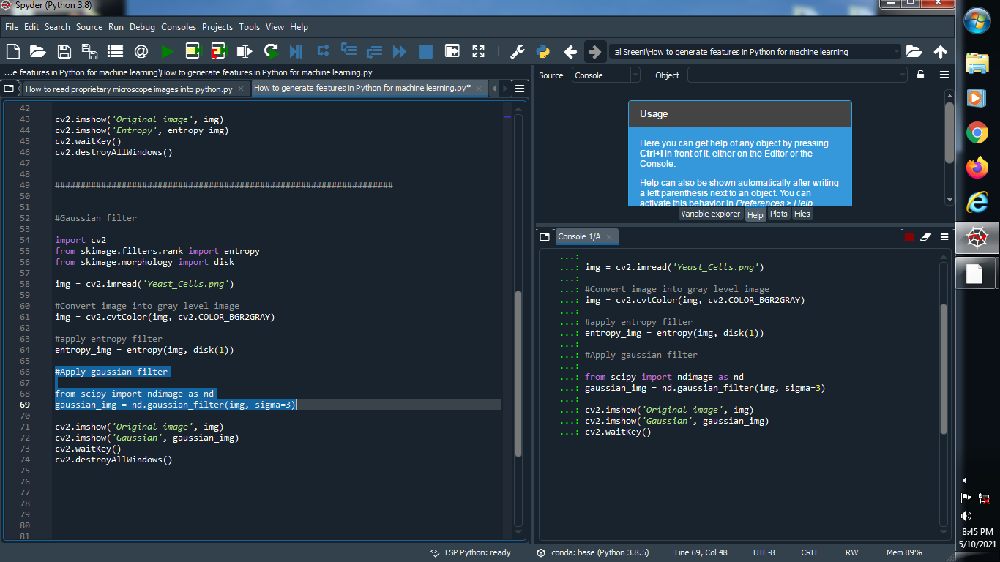 Spyder (Python 3.8)
File Edit Search Source Run Debug Consoles Projects Tools View Help
al Sreeni\How to generate features in Python for machine learning
...e features in Python for machine learning\How to generate features in Python for machine learning.py
How to read proprietary microscope images into python.py
How to generate features in Python for machine learning.py*
42
43 cv2.imshow('Original image', img)
44 cv2.imshow('Entropy', entropy_img)
45 cv2.waitKey()
46 cv2.destroyAllWindows()
47
48
49 ##################################################################
50
51
52 #Gaussian filter
53
54 import cv2
55 from skimage.filters.rank import entropy
56 from skimage.morphology import disk
57
58 img = cv2.imread('Yeast_Cells.png')
59
60 #Convert image into gray level image
61 img = cv2.cvtColor(img, cv2.COLOR_BGR2GRAY)
62
63 #apply entropy filter
64 entropy_img = entropy(img, disk(1))
65
66 #Apply gaussian filter
67
68 from scipy import ndimage as nd
69 gaussian_img = nd.gaussian_filter(img, sigma=3)
70
71 cv2.imshow('Original image', img)
72 cv2.imshow('Gaussian', gaussian_img)
73 cv2.waitKey()
74 cv2.destroyAllWindows()
75
76
77
78
79
80
81
Source Console Object
Usage
Here you can get help of any object by pressing
Ctrl+I in front of it, either on the Editor or the
Console.
Help can also be shown automatically after writing
a left parenthesis next to an object. You can
activate this behavior in Preferences > Help.
Variable explorer Help Plots Files
Console 1/A
...:
...: img = cv2.imread('Yeast_Cells.png')
...:
...: #Convert image into gray level image
...: img = cv2.cvtColor(img, cv2.COLOR_BGR2GRAY)
...:
...: #apply entropy filter
...: entropy_img = entropy(img, disk(1))
...:
...: #Apply gaussian filter
...:
...: from scipy import ndimage as nd
...: gaussian_img = nd.gaussian_filter(img, sigma=3)
...:
...: cv2.imshow('Original image', img)
...: cv2.imshow('Gaussian', gaussian_img)
...: cv2.waitKey()
LSP Python: ready conda: base (Python 3.8.5) Line 69, Col 48 UTF-8 CRLF RW Mem 89%
8:45 PM
5/10/2021